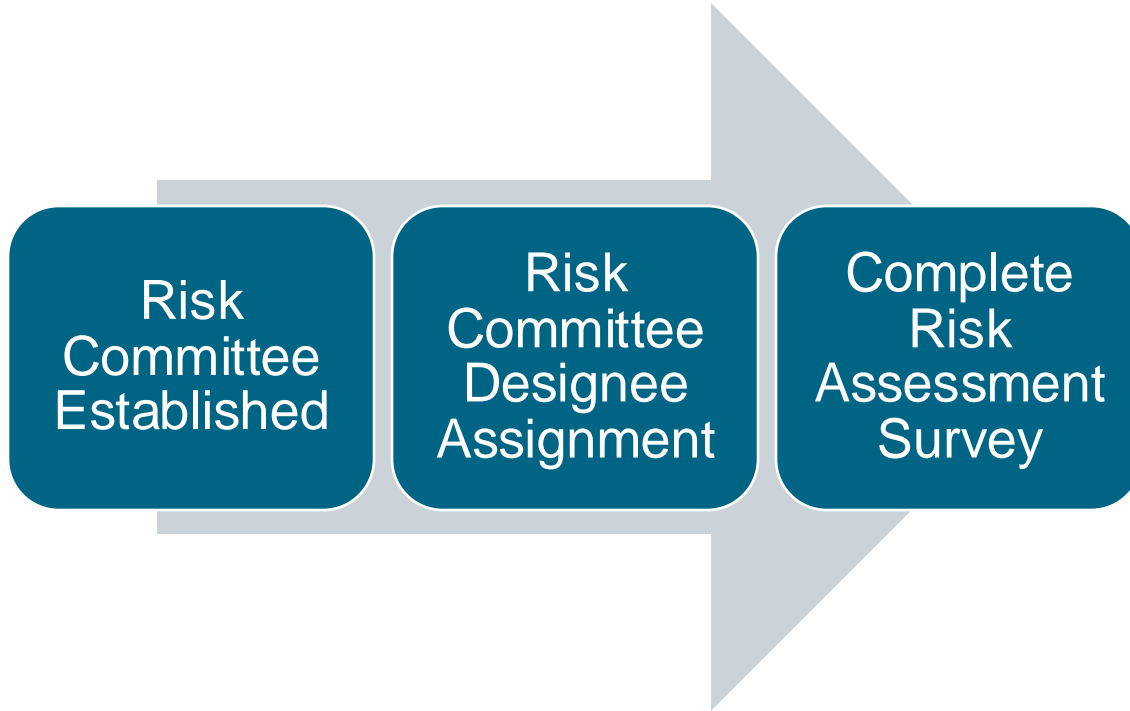 Risk
Committee
Established
Risk
Committee
Designee
Assignment
Complete
Risk
Assessment
Survey